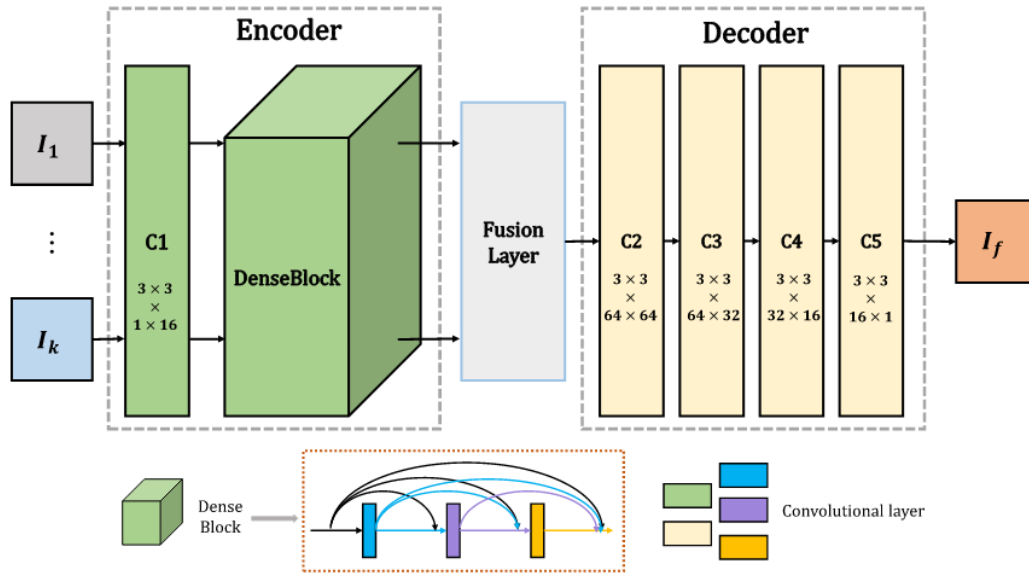 Encoder
Decoder
I₁
⋮
Iₖ
C1
3 × 3
×
1 × 16
DenseBlock
Fusion
Layer
C2
3 × 3
×
64 × 64
C3
3 × 3
×
64 × 32
C4
3 × 3
×
32 × 16
C5
3 × 3
×
16 × 1
I_f
Dense
Block
Convolutional layer